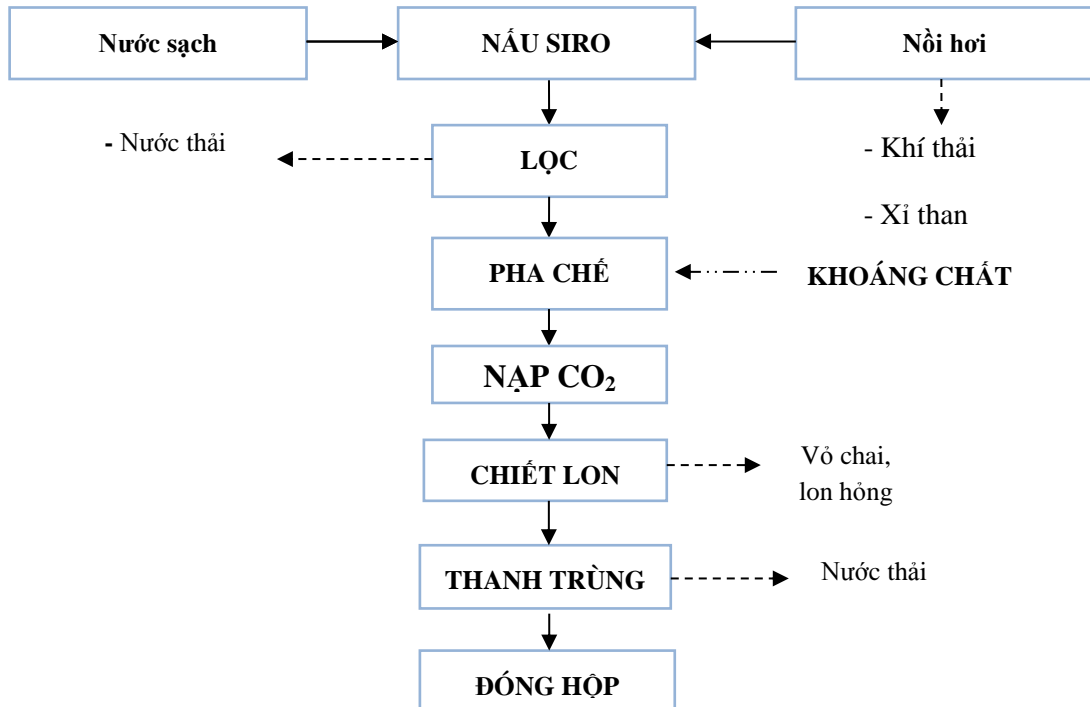 Nước sạch
NẤU SIRO
Nồi hơi
- Nước thải
LỌC
- Khí thải
- Xỉ than
PHA CHẾ
KHOÁNG CHẤT
NẠP CO₂
CHIẾT LON
Vỏ chai,
lon hỏng
THANH TRÙNG
Nước thải
ĐÓNG HỘP